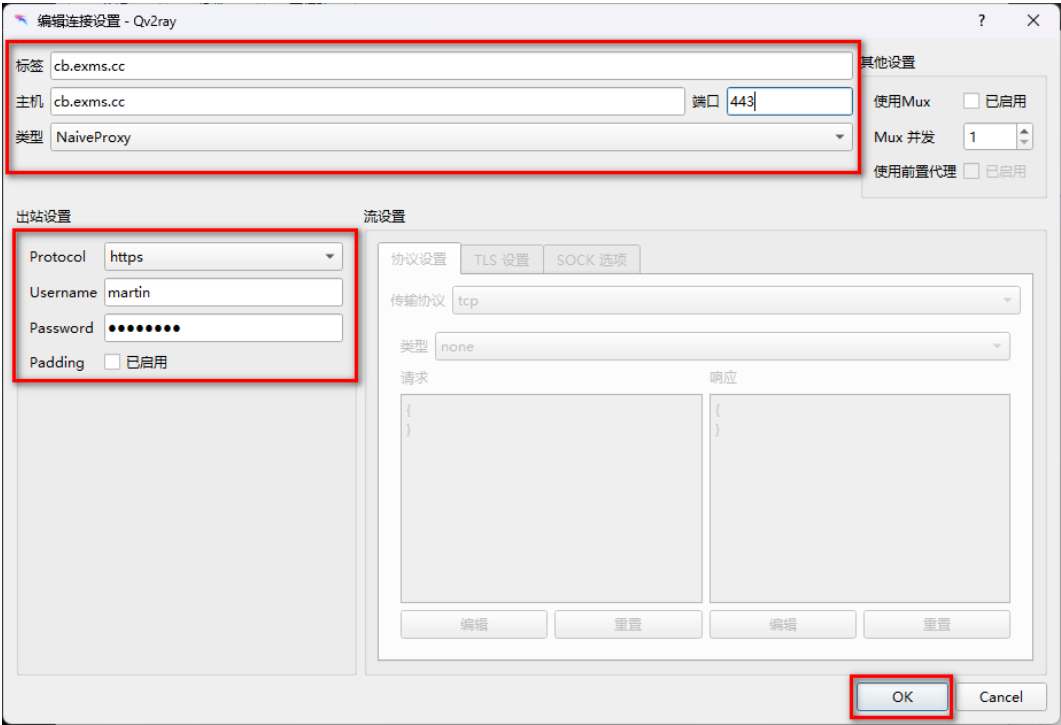 编辑连接设置 - Qv2ray
标签 cb.exms.cc
主机 cb.exms.cc 端口 443
类型 NaiveProxy
其他设置
使用Mux 已启用
Mux 并发 1
使用前置代理 已启用
出站设置
Protocol https
Username martin
Password ●●●●●●●●
Padding 已启用
流设置
协议设置 TLS 设置 SOCK 选项
传输协议 tcp
类型 none
请求 响应
{ {
} }
编辑 重置 编辑 重置
OK Cancel